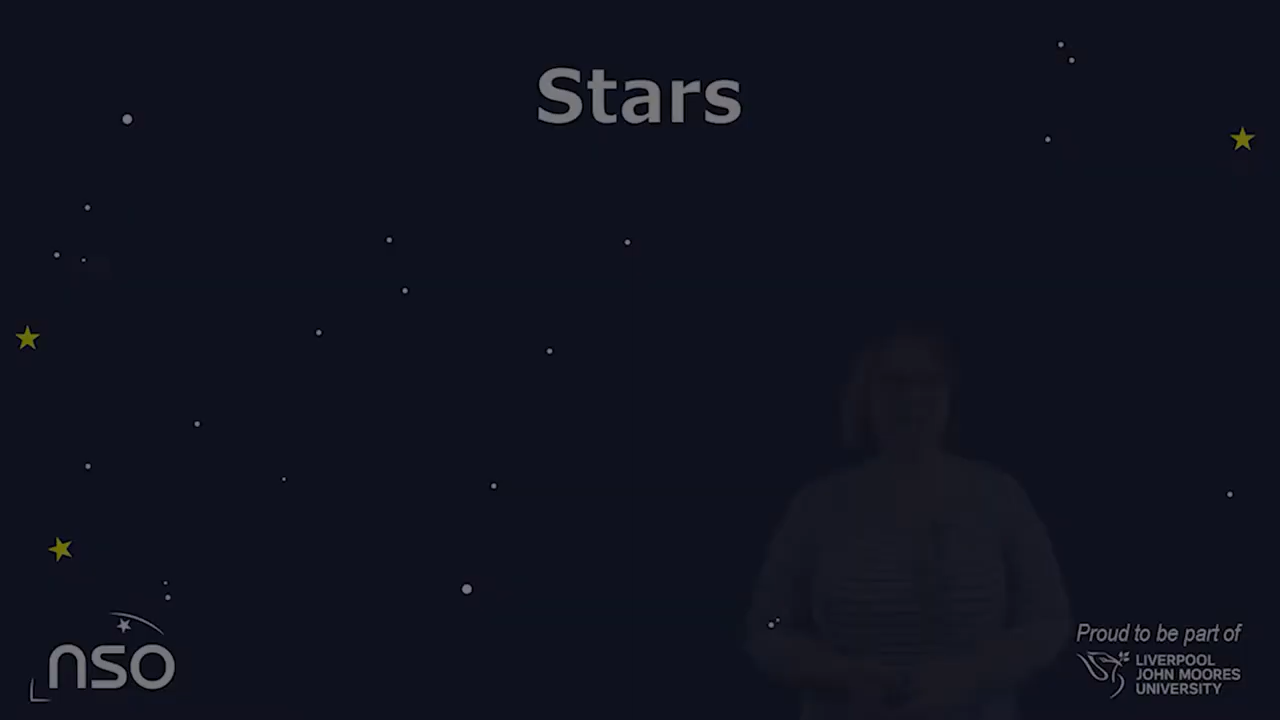 Stars
nso
Proud to be part of
LIVERPOOL
JOHN MOORES
UNIVERSITY